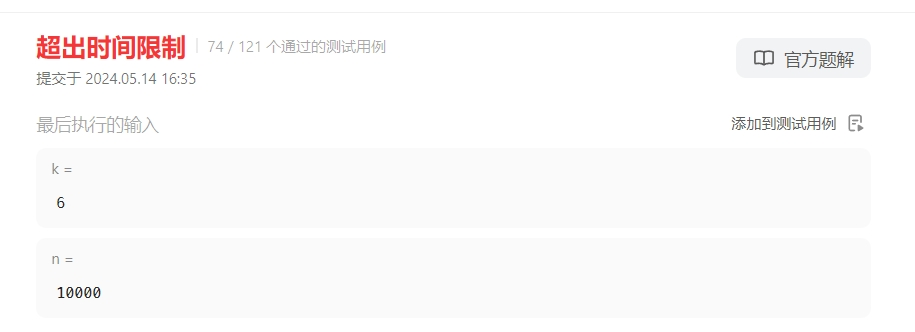 超出时间限制 74 / 121 个通过的测试用例
提交于 2024.05.14 16:35
官方题解
最后执行的输入
添加到测试用例
k =
6
n =
10000